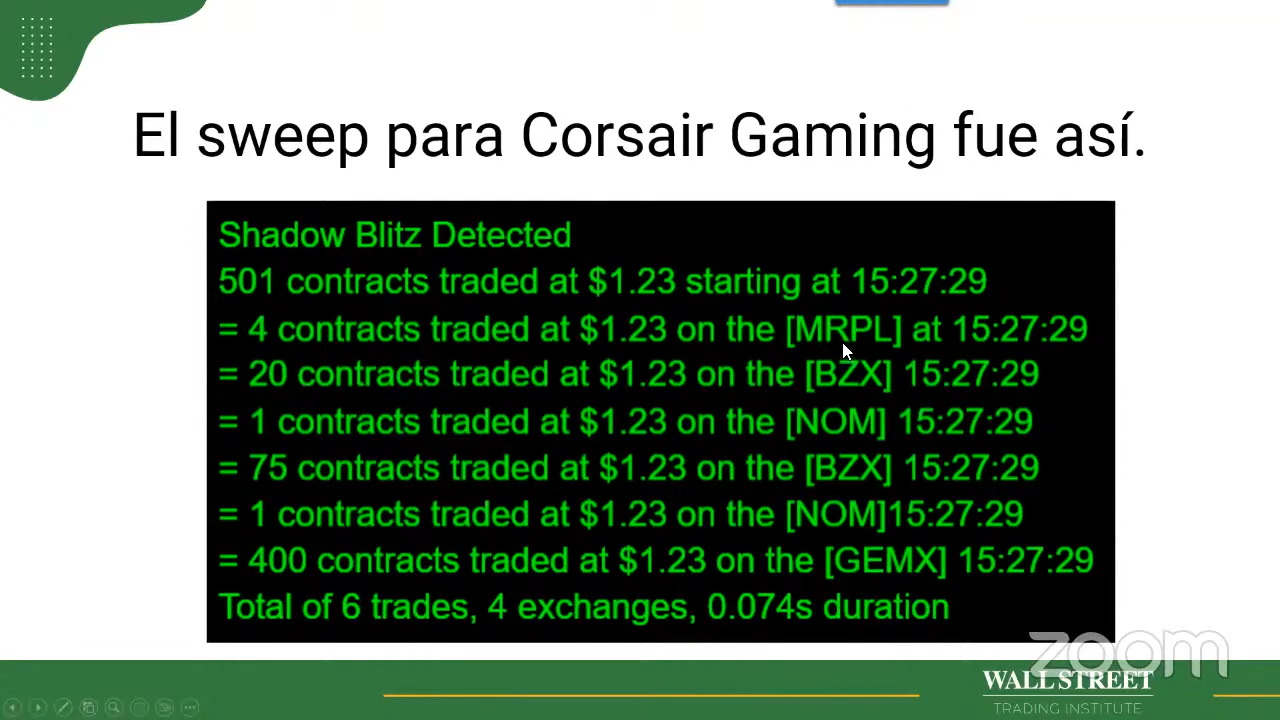 El sweep para Corsair Gaming fue así.
Shadow Blitz Detected
501 contracts traded at $1.23 starting at 15:27:29
= 4 contracts traded at $1.23 on the [MRPL] at 15:27:29
= 20 contracts traded at $1.23 on the [BZX] 15:27:29
= 1 contracts traded at $1.23 on the [NOM] 15:27:29
= 75 contracts traded at $1.23 on the [BZX] 15:27:29
= 1 contracts traded at $1.23 on the [NOM]15:27:29
= 400 contracts traded at $1.23 on the [GEMX] 15:27:29
Total of 6 trades, 4 exchanges, 0.074s duration
zoom
WALL STREET
TRADING INSTITUTE